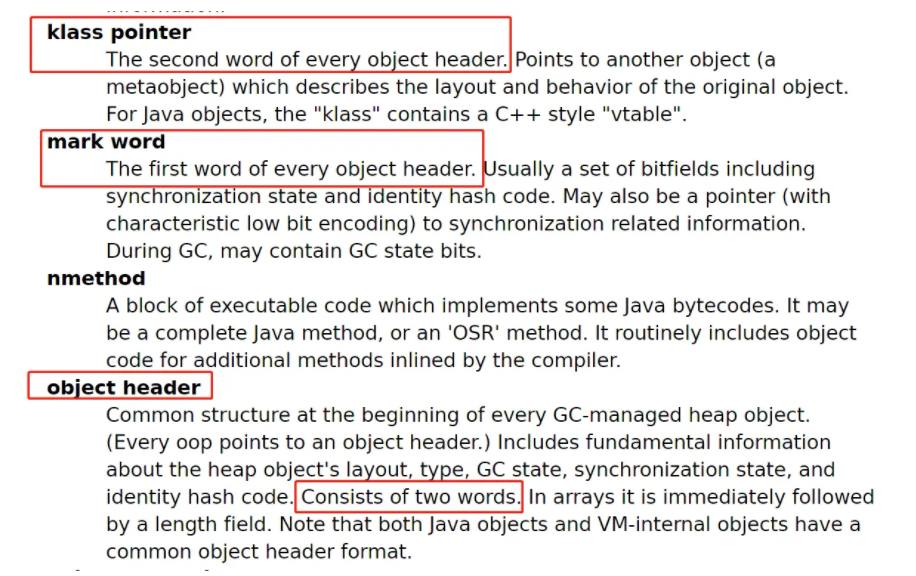 klass pointer
The second word of every object header. Points to another object (a
metaobject) which describes the layout and behavior of the original object.
For Java objects, the "klass" contains a C++ style "vtable".
mark word
The first word of every object header. Usually a set of bitfields including
synchronization state and identity hash code. May also be a pointer (with
characteristic low bit encoding) to synchronization related information.
During GC, may contain GC state bits.
nmethod
A block of executable code which implements some Java bytecodes. It may
be a complete Java method, or an 'OSR' method. It routinely includes object
code for additional methods inlined by the compiler.
object header
Common structure at the beginning of every GC-managed heap object.
(Every oop points to an object header.) Includes fundamental information
about the heap object's layout, type, GC state, synchronization state, and
identity hash code. Consists of two words. In arrays it is immediately followed
by a length field. Note that both Java objects and VM-internal objects have a
common object header format.